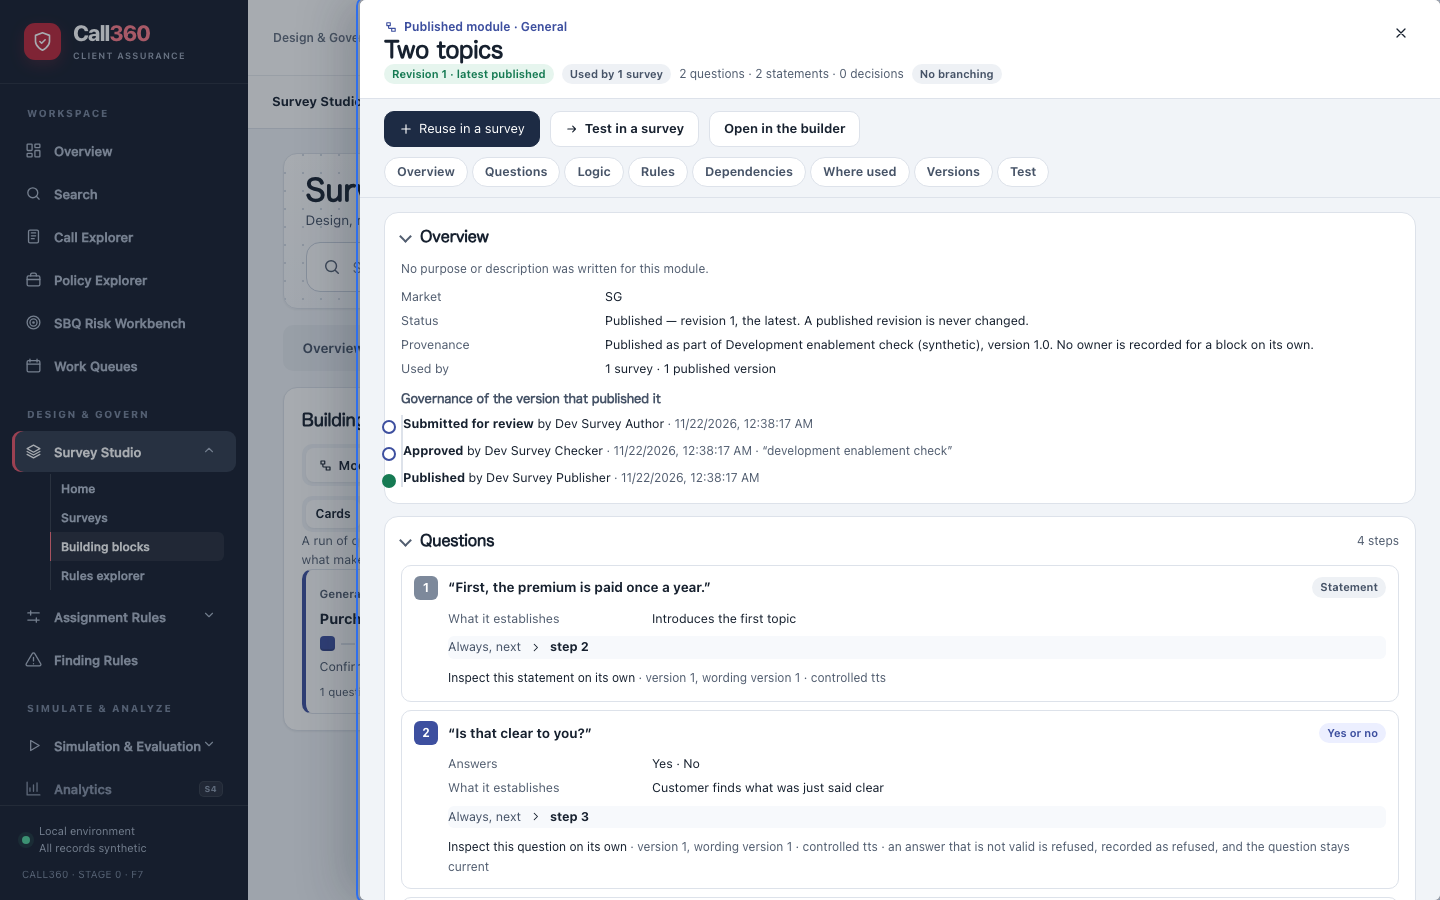 Call360
CLIENT ASSURANCE
WORKSPACE
Overview
Search
Call Explorer
Policy Explorer
SBQ Risk Workbench
Work Queues
DESIGN & GOVERN
Survey Studio
Home
Surveys
Building blocks
Rules explorer
Assignment Rules
Finding Rules
SIMULATE & ANALYZE
Simulation & Evaluation
Analytics
S4
Local environment
All records synthetic
CALL360 · STAGE 0 · F7
Survey Studio
Design,
Overview
Building
Cards
A run of
1
Published module · General
Two topics
Revision 1 · latest published
Used by 1 survey
2 questions · 2 statements · 0 decisions
No branching
Reuse in a survey
Test in a survey
Open in the builder
Overview
Questions
Logic
Rules
Dependencies
Where used
Versions
Test
Overview
No purpose or description was written for this module.
Market SG
Status Published — revision 1, the latest. A published revision is never changed.
Provenance Published as part of Development enablement check (synthetic), version 1.0. No owner is recorded for a block on its own.
Used by 1 survey · 1 published version
Governance of the version that published it
Submitted for review by Dev Survey Author · 11/22/2026, 12:38:17 AM
Approved by Dev Survey Checker · 11/22/2026, 12:38:17 AM · “development enablement check”
Published by Dev Survey Publisher · 11/22/2026, 12:38:17 AM
Questions
4 steps
1 “First, the premium is paid once a year.” Statement
What it establishes Introduces the first topic
Always, next › step 2
Inspect this statement on its own · version 1, wording version 1 · controlled tts
2 “Is that clear to you?” Yes or no
Answers Yes · No
What it establishes Customer finds what was just said clear
Always, next › step 3
Inspect this question on its own · version 1, wording version 1 · controlled tts · an answer that is not valid is refused, recorded as refused, and the question stays
current